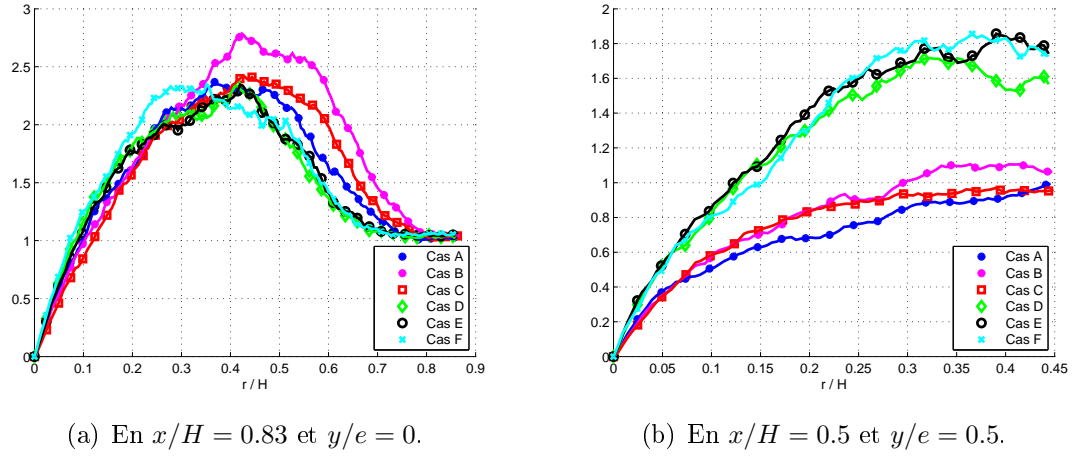 3
2.5
2
1.5
1
0.5
0
0 0.1 0.2 0.3 0.4 0.5 0.6 0.7 0.8 0.9
r / H
Cas A
Cas B
Cas C
Cas D
Cas E
Cas F
(a) En x/H = 0.83 et y/e = 0.
2
1.8
1.6
1.4
1.2
1
0.8
0.6
0.4
0.2
0
0 0.05 0.1 0.15 0.2 0.25 0.3 0.35 0.4 0.45
r / H
Cas A
Cas B
Cas C
Cas D
Cas E
Cas F
(b) En x/H = 0.5 et y/e = 0.5.